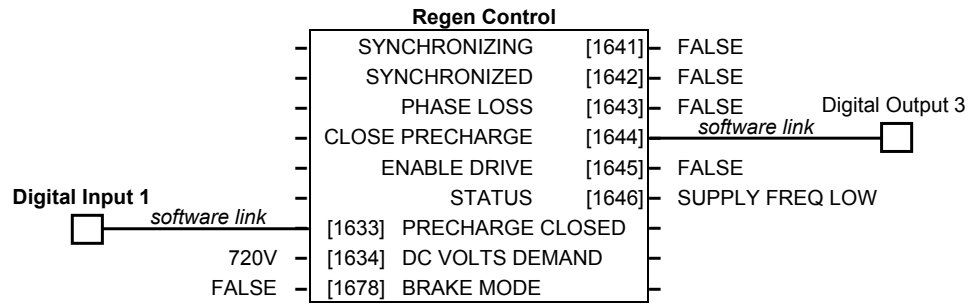 Regen Control
SYNCHRONIZING [1641] FALSE
SYNCHRONIZED [1642] FALSE
PHASE LOSS [1643] FALSE Digital Output 3
CLOSE PRECHARGE [1644] software link
ENABLE DRIVE [1645] FALSE
Digital Input 1 STATUS [1646] SUPPLY FREQ LOW
software link [1633] PRECHARGE CLOSED
720V [1634] DC VOLTS DEMAND
FALSE [1678] BRAKE MODE